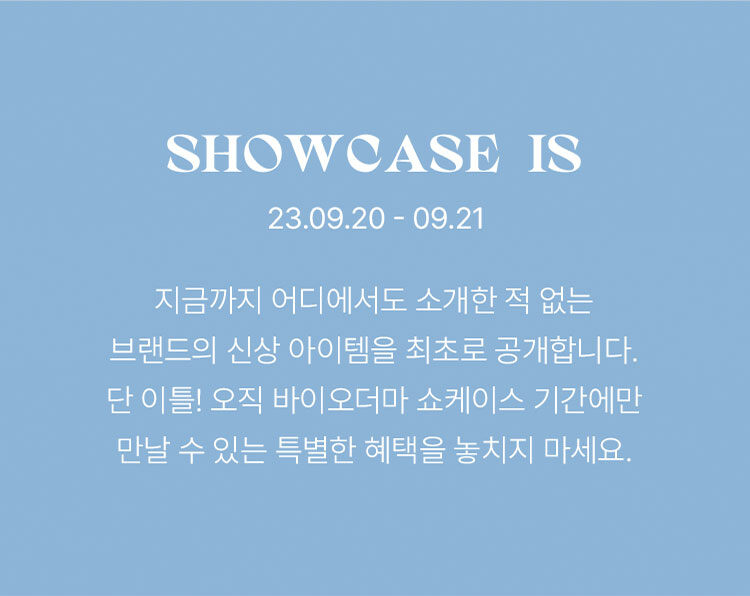 SHOWCASE IS
23.09.20 - 09.21
지금까지 어디에서도 소개한 적 없는
브랜드의 신상 아이템을 최초로 공개합니다.
단 이틀! 오직 바이오더마 쇼케이스 기간에만
만날 수 있는 특별한 혜택을 놓치지 마세요.